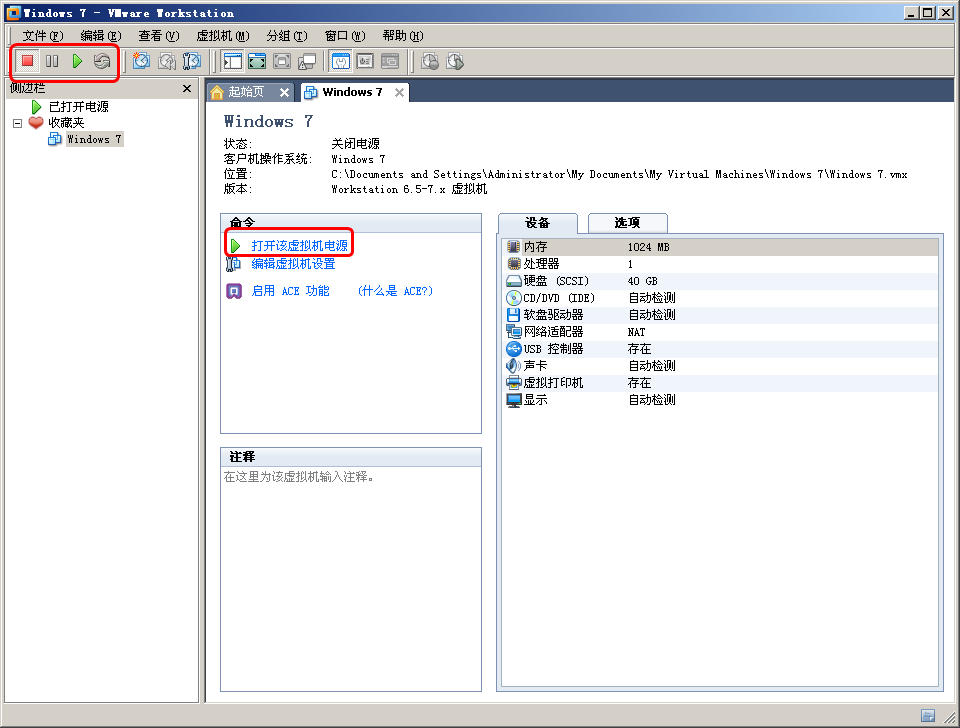 Windows 7 - VMware Workstation
文件(F) 编辑(E) 查看(V) 虚拟机(M) 分组(T) 窗口(W) 帮助(H)
侧边栏
已打开电源
收藏夹
Windows 7
起始页 Windows 7
Windows 7
状态: 关闭电源
客户机操作系统: Windows 7
位置: C:\Documents and Settings\Administrator\My Documents\My Virtual Machines\Windows 7\Windows 7.vmx
版本: Workstation 6.5-7.x 虚拟机
命令
打开该虚拟机电源
编辑虚拟机设置
启用 ACE 功能 (什么是 ACE?)
注释
在这里为该虚拟机输入注释。
设备 选项
内存 1024 MB
处理器 1
硬盘 (SCSI) 40 GB
CD/DVD (IDE) 自动检测
软盘驱动器 自动检测
网络适配器 NAT
USB 控制器 存在
声卡 自动检测
虚拟打印机 存在
显示 自动检测